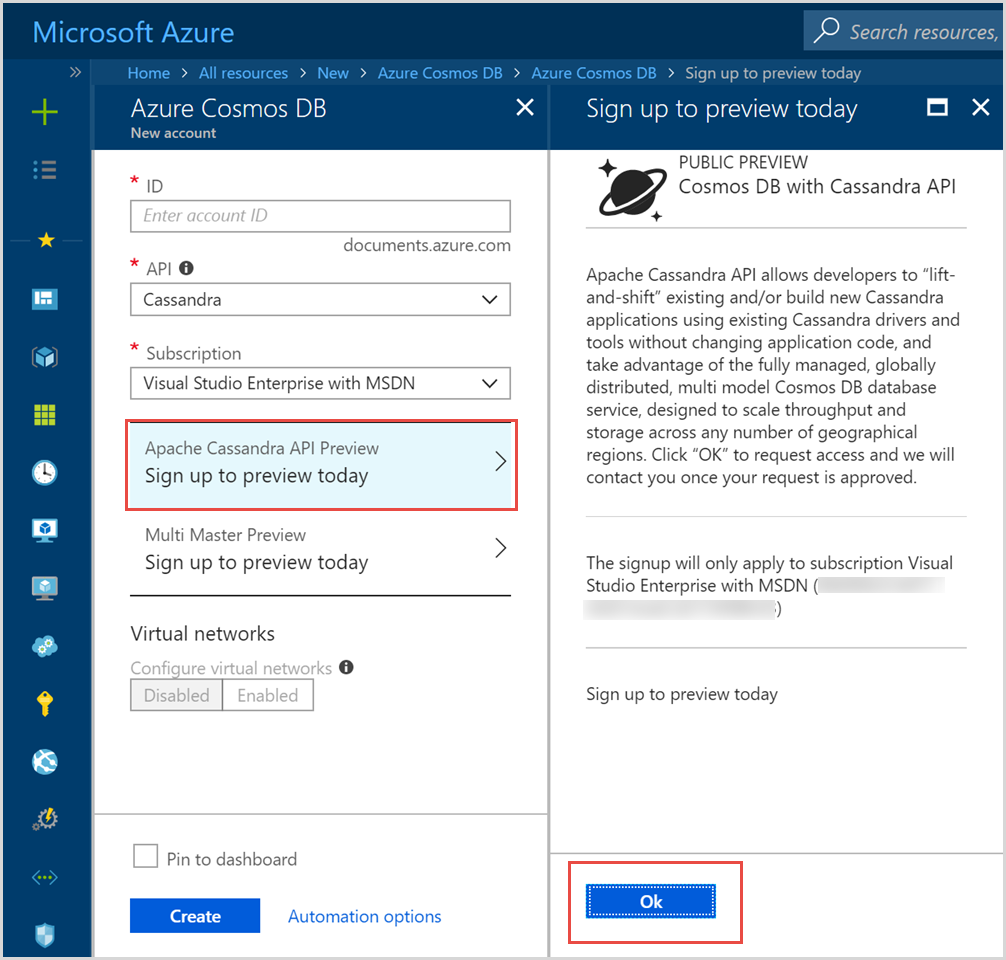 Microsoft Azure
Search resources,
Home > All resources > New > Azure Cosmos DB > Azure Cosmos DB > Sign up to preview today
Azure Cosmos DB
New account
* ID
Enter account ID
documents.azure.com
* API
Cassandra
* Subscription
Visual Studio Enterprise with MSDN
Apache Cassandra API Preview
Sign up to preview today
Multi Master Preview
Sign up to preview today
Virtual networks
Configure virtual networks
Disabled Enabled
Pin to dashboard
Create Automation options
Sign up to preview today
PUBLIC PREVIEW
Cosmos DB with Cassandra API
Apache Cassandra API allows developers to “lift-
and-shift” existing and/or build new Cassandra
applications using existing Cassandra drivers and
tools without changing application code, and
take advantage of the fully managed, globally
distributed, multi model Cosmos DB database
service, designed to scale throughput and
storage across any number of geographical
regions. Click “OK” to request access and we will
contact you once your request is approved.
The signup will only apply to subscription Visual
Studio Enterprise with MSDN (
)
Sign up to preview today
Ok